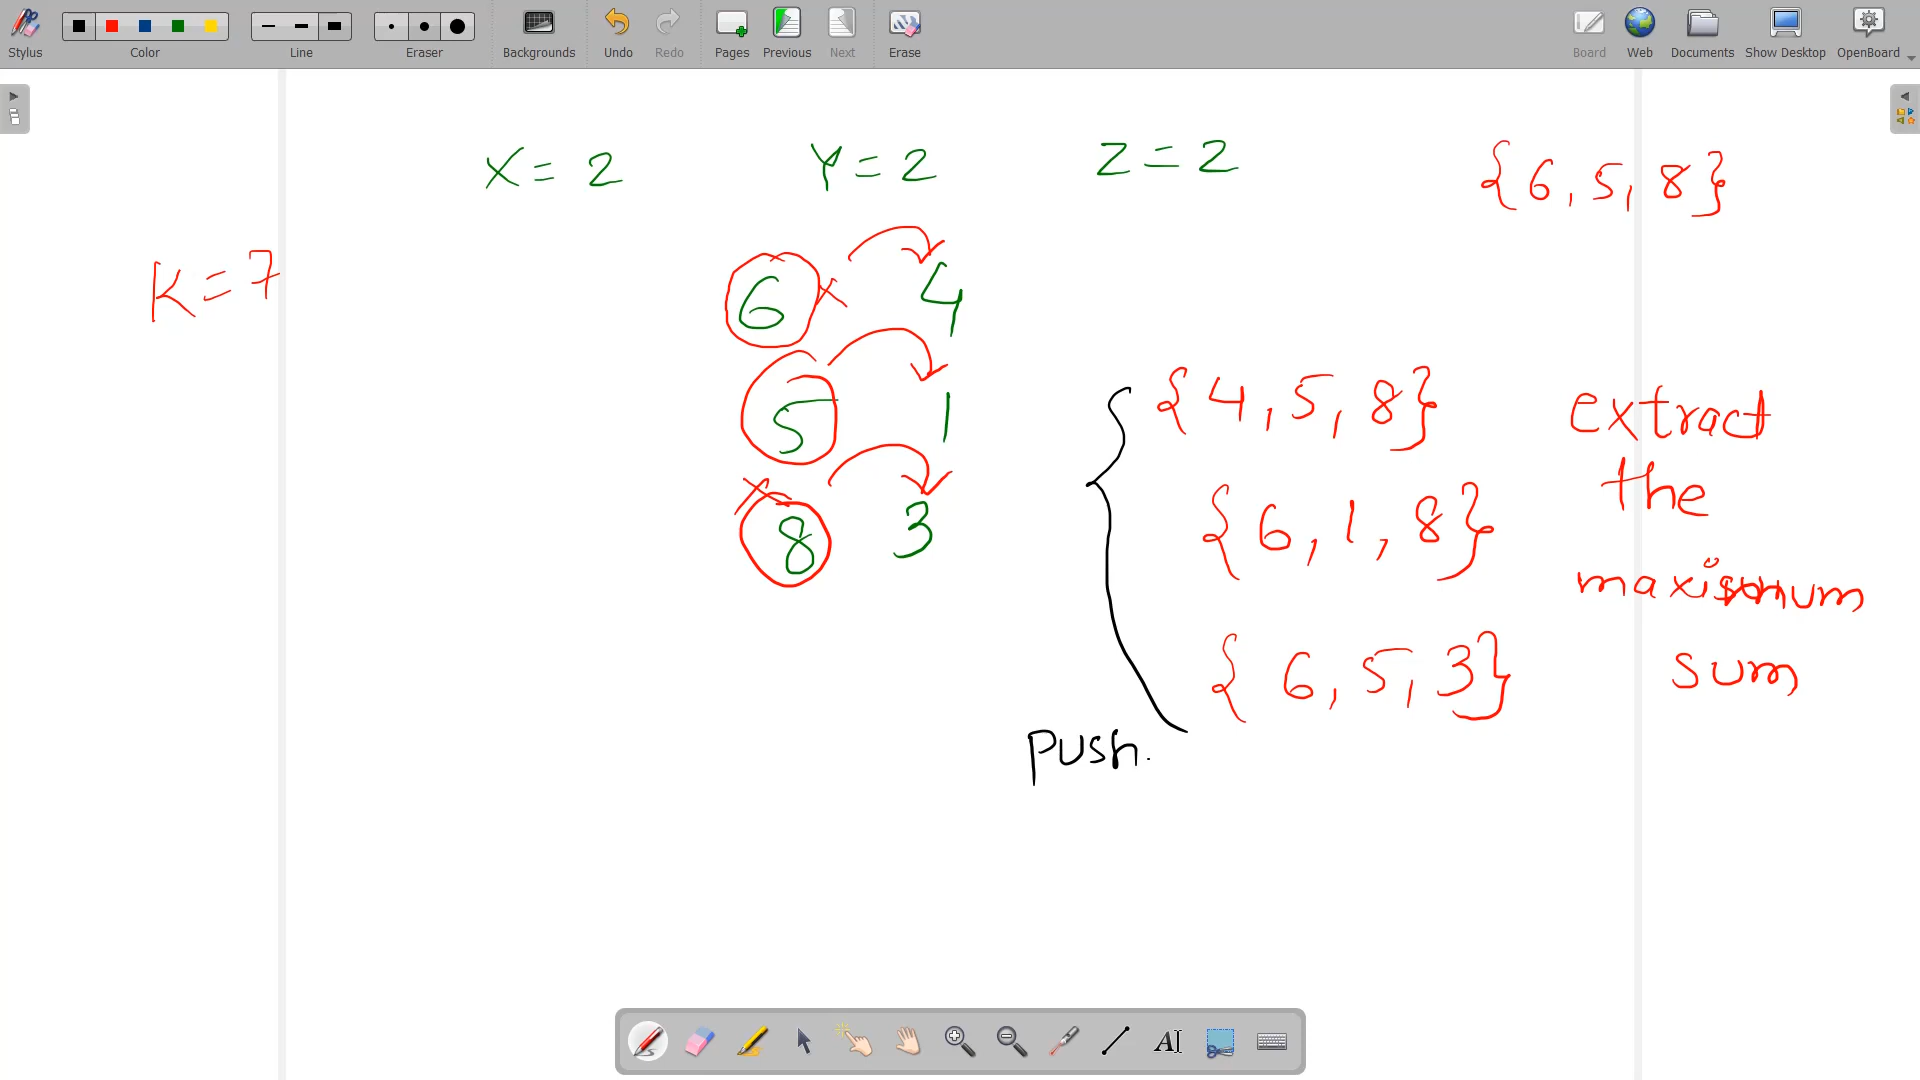 Stylus Color Line Eraser Backgrounds Undo Redo Pages Previous Next Erase Board Web Documents Show Desktop OpenBoard
X = 2 Y = 2 Z = 2 {6, 5, 8}
K = 7
6 4
5 1
8 3
{4, 5, 8}
{6, 1, 8}
{6, 5, 3}
extract
the
maximum
sum
push.